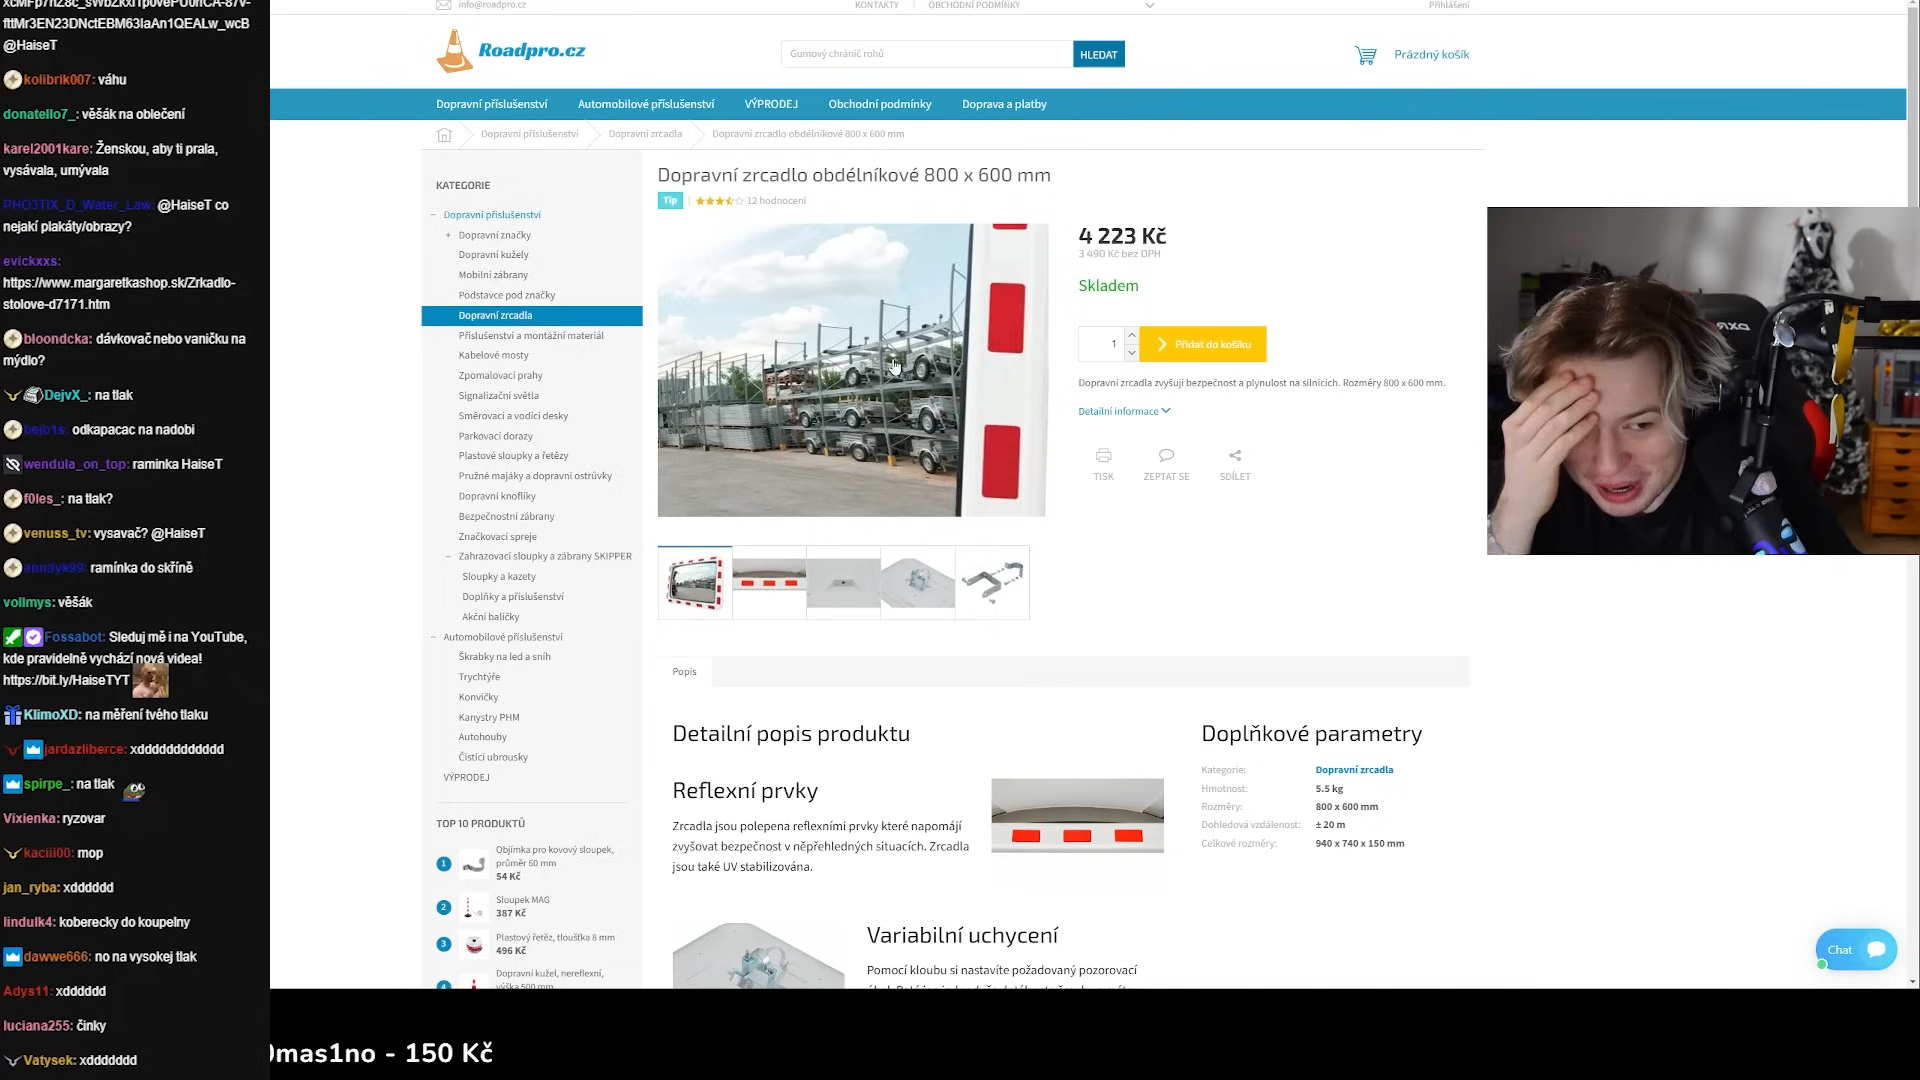 @HaiseT
kolibrik007: váhu
donatello7_: věšák na oblečení
karel2001kare: Ženskou, aby ti prala,
vysávala, umývala
PHO3TIX_D_Water_Law: @HaiseT co
nejakí plakáty/obrazy?
evickxxs:
https://www.margaretkashop.sk/Zrkadlo-
stolove-d7171.htm
bloondcka: dávkovač nebo vaničku na
mýdlo?
DejvX_: na tlak
bejb1s: odkapacac na nadobi
wendula_on_top: raminka HaiseT
f0les_: na tlak?
venuss_tv: vysavač? @HaiseT
anndyk99: ramínka do skříně
vollmys: věšák
Fossabot: Sleduj mě i na YouTube,
kde pravidelně vychází nová videa!
https://bit.ly/HaiseTYT
KlimoXD: na měření tvého tlaku
jardazliberce: xdddddddddddd
spirpe_: na tlak
Vixienka: ryzovar
kaciii00: mop
jan_ryba: xdddddd
lindulk4: koberecky do koupelny
dawwe666: no na vysokej tlak
Adys11: xdddddd
luciana255: činky
Vatysek: xddddddd
info@roadpro.cz
KONTAKTY
OBCHODNÍ PODMÍNKY
Přihlášení
Roadpro.cz
Gumový chránič rohů
HLEDAT
Prázdný košík
Dopravní příslušenství
Automobilové příslušenství
VÝPRODEJ
Obchodní podmínky
Doprava a platby
Dopravní příslušenství
Dopravní zrcadla
Dopravní zrcadlo obdélníkové 800 x 600 mm
KATEGORIE
Dopravní příslušenství
Dopravní značky
Dopravní kužely
Mobilní zábrany
Podstavce pod značky
Dopravní zrcadla
Příslušenství a montážní materiál
Kabelové mosty
Zpomalovací prahy
Signalizační světla
Směrovací a vodící desky
Parkovací dorazy
Plastové sloupky a řetězy
Pružné majáky a dopravní ostrůvky
Dopravní knoflíky
Bezpečnostní zábrany
Značkovací spreje
Zahrazovací sloupky a zábrany SKIPPER
Sloupky a kazety
Doplňky a příslušenství
Akční balíčky
Automobilové příslušenství
Škrabky na led a sníh
Trychtýře
Konvičky
Kanystry PHM
Autohouby
Čistící ubrousky
VÝPRODEJ
TOP 10 PRODUKTŮ
1
Objímka pro kovový sloupek,
průměr 60 mm
54 Kč
2
Sloupek MAG
387 Kč
3
Plastový řetěz, tloušťka 8 mm
496 Kč
4
Dopravní kužel, nereflexní,
výška 500 mm
Dopravní zrcadlo obdélníkové 800 x 600 mm
Tip
12 hodnocení
4 223 Kč
3 490 Kč bez DPH
Skladem
1
Přidat do košíku
Dopravní zrcadla zvyšují bezpečnost a plynulost na silnicích. Rozměry 800 x 600 mm.
Detailní informace
TISK
ZEPTAT SE
SDÍLET
Popis
Detailní popis produktu
Reflexní prvky
Zrcadla jsou polepena reflexními prvky které napomájí
zvyšovat bezpečnost v něpřehledných situacích. Zrcadla
jsou také UV stabilizována.
Variabilní uchycení
Pomocí kloubu si nastavíte požadovaný pozorovací
Doplňkové parametry
Kategorie: Dopravní zrcadla
Hmotnost: 5.5 kg
Rozměry: 800 x 600 mm
Dohledová vzdálenost: ± 20 m
Celkové rozměry: 940 x 740 x 150 mm
DXR
Chat
mas1no - 150 Kč